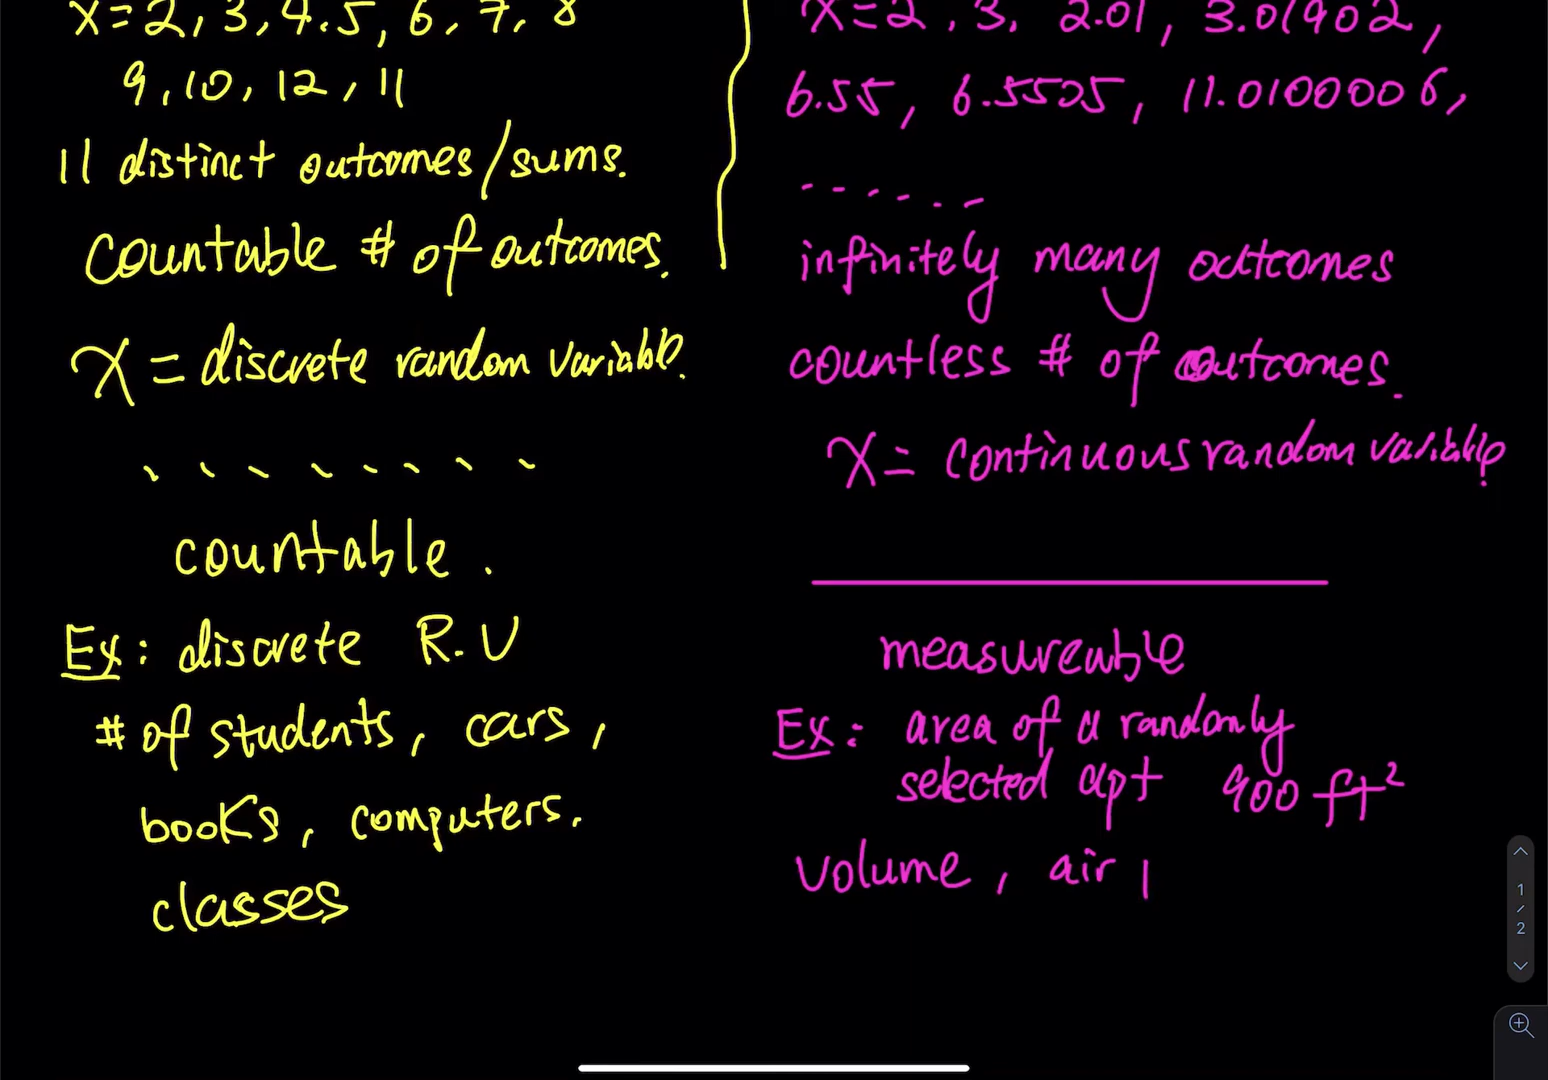 x=2, 3, 4.5, 6, 7, 8
9, 10, 12, 11
11 distinct outcomes/sums.
countable # of outcomes.
X = discrete random variable.
countable.
Ex: discrete R.V
# of students, cars,
books, computers.
classes
X=2, 3, 2.01, 3.01902,
6.55, 6.5505, 11.0100006,
......
infinitely many outcomes
countless # of outcomes.
X = continuous random variable
measureable
Ex: area of a randomly
selected apt 900 ft²
volume, air
1
/
2